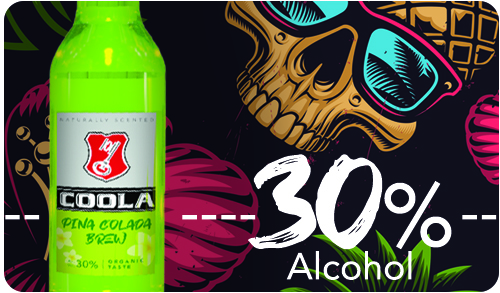 NATURALLY SCENTED
COOLA
PINA COLADA
BREW
30% ORGANIC
TASTE
30%
Alcohol